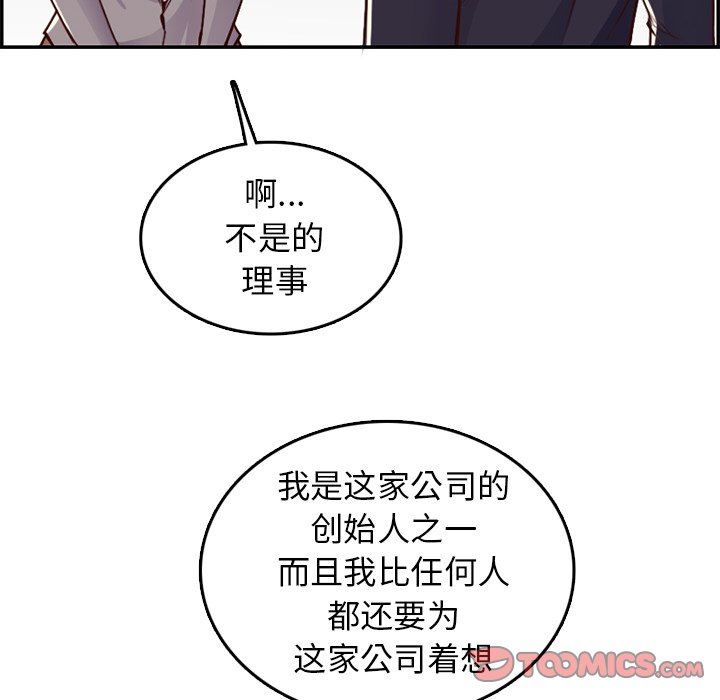 啊...
不是的
理事
我是这家公司的
创始人之一
而且我比任何人
都还要为
这家公司着想
TOOMICS.COM